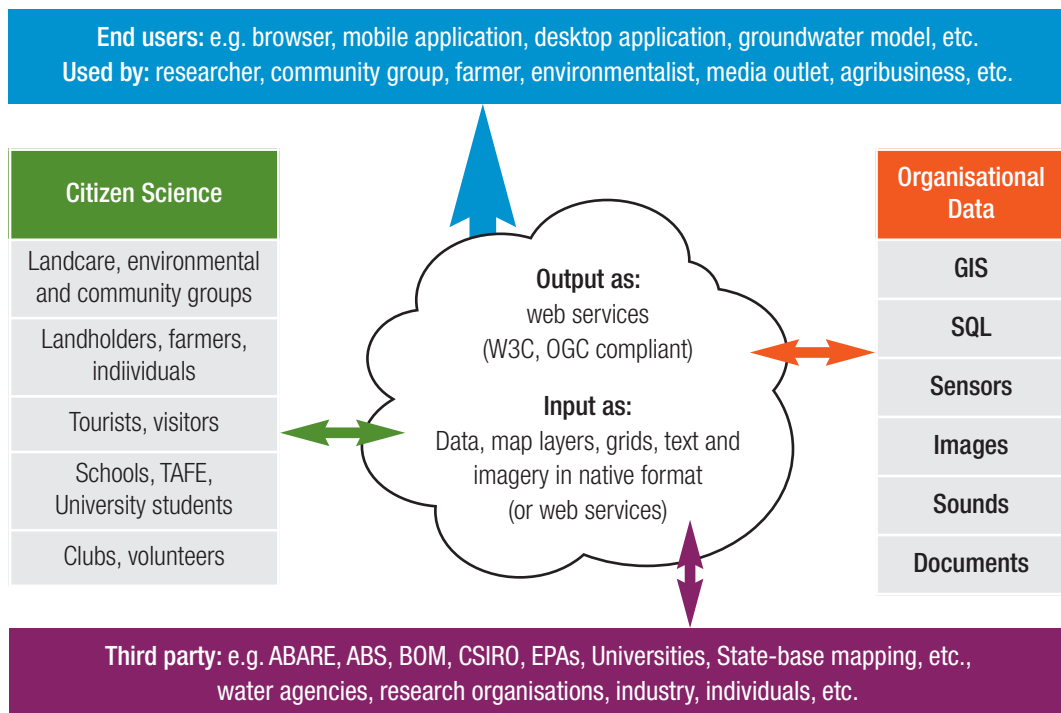 End users: e.g. browser, mobile application, desktop application, groundwater model, etc.
Used by: researcher, community group, farmer, environmentalist, media outlet, agribusiness, etc.
Citizen Science
Landcare, environmental
and community groups
Landholders, farmers,
indiividuals
Tourists, visitors
Schools, TAFE,
University students
Clubs, volunteers
Output as:
web services
(W3C, OGC compliant)
Input as:
Data, map layers, grids, text and
imagery in native format
(or web services)
Organisational
Data
GIS
SQL
Sensors
Images
Sounds
Documents
Third party: e.g. ABARE, ABS, BOM, CSIRO, EPAs, Universities, State-base mapping, etc.,
water agencies, research organisations, industry, individuals, etc.